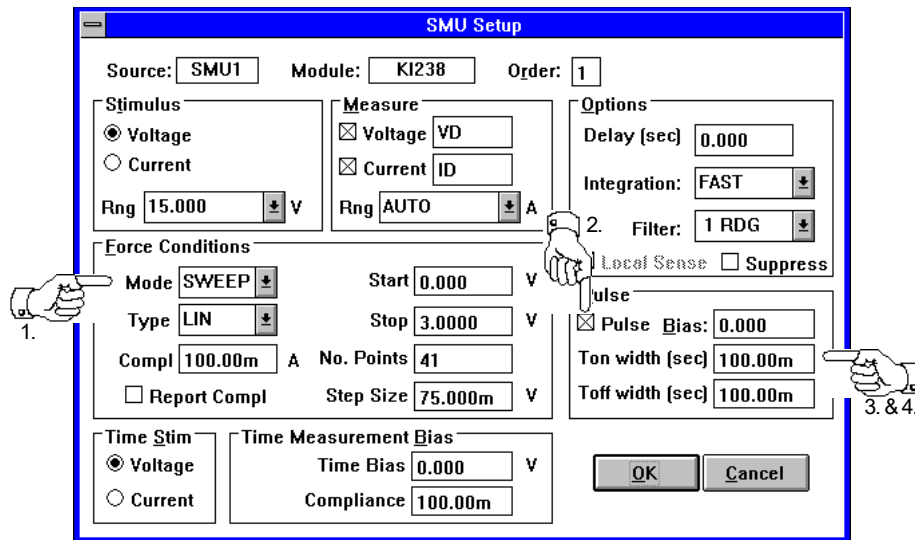 SMU Setup
Source: SMU1 Module: KI238 Order: 1
Stimulus
Voltage
Current
Rng 15.000 V
Measure
Voltage VD
Current ID
Rng AUTO A
Options
Delay (sec) 0.000
Integration: FAST
Filter: 1 RDG
Local Sense Suppress
2.
1.
Force Conditions
Mode SWEEP
Type LIN
Compl 100.00m A
Report Compl
Start 0.000 V
Stop 3.0000 V
No. Points 41
Step Size 75.000m V
ulse
Pulse Bias: 0.000
Ton width (sec) 100.00m
Toff width (sec) 100.00m
3. & 4.
Time Stim
Voltage
Current
Time Measurement Bias
Time Bias 0.000 V
Compliance 100.00m
OK Cancel